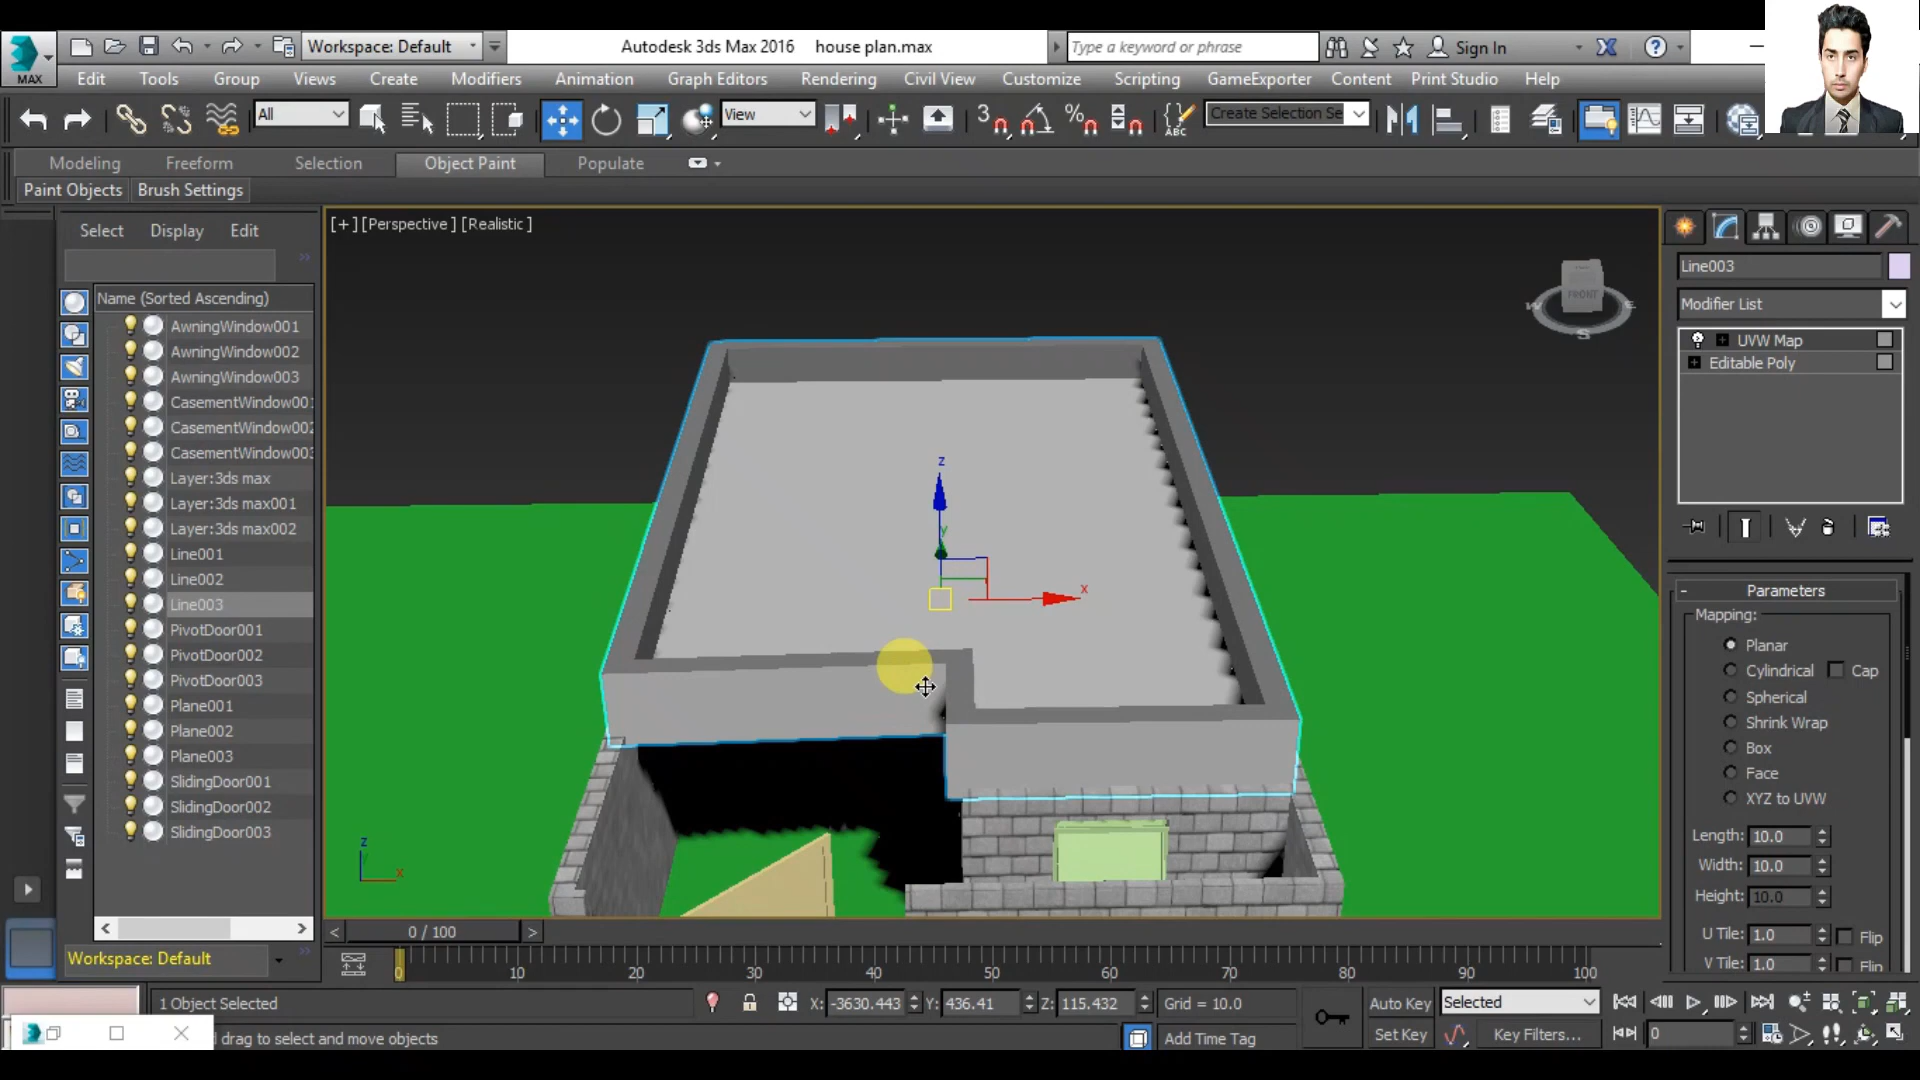 Workspace: Default
Autodesk 3ds Max 2016 house plan.max
Type a keyword or phrase
Sign In
MAX
Edit Tools Group Views Create Modifiers Animation Graph Editors Rendering Civil View Customize Scripting GameExporter Content Print Studio Help
All
View
3
%
ABC
Create Selection Se
Modeling Freeform Selection Object Paint Populate
Paint Objects Brush Settings
Select Display Edit
[+] [Perspective] [Realistic]
FRONT
W
E
S
Line003
Modifier List
UVW Map
Editable Poly
Name (Sorted Ascending)
AwningWindow001
AwningWindow002
AwningWindow003
CasementWindow001
CasementWindow002
CasementWindow003
Layer:3ds max
Layer:3ds max001
Layer:3ds max002
Line001
Line002
Line003
PivotDoor001
PivotDoor002
PivotDoor003
Plane001
Plane002
Plane003
SlidingDoor001
SlidingDoor002
SlidingDoor003
z
y
x
z
x
Parameters
Mapping:
Planar
Cylindrical Cap
Spherical
Shrink Wrap
Box
Face
XYZ to UVW
Length: 10.0
Width: 10.0
Height: 10.0
U Tile: 1.0 Flip
V Tile: 1.0 Flip
Workspace: Default
< 0 / 100 >
0 10 20 30 40 50 60 70 80 90 100
1 Object Selected
X: -3630.443 Y: 436.41 Z: 115.432 Grid = 10.0
Auto Key Selected
drag to select and move objects
Add Time Tag
Set Key Key Filters... 0